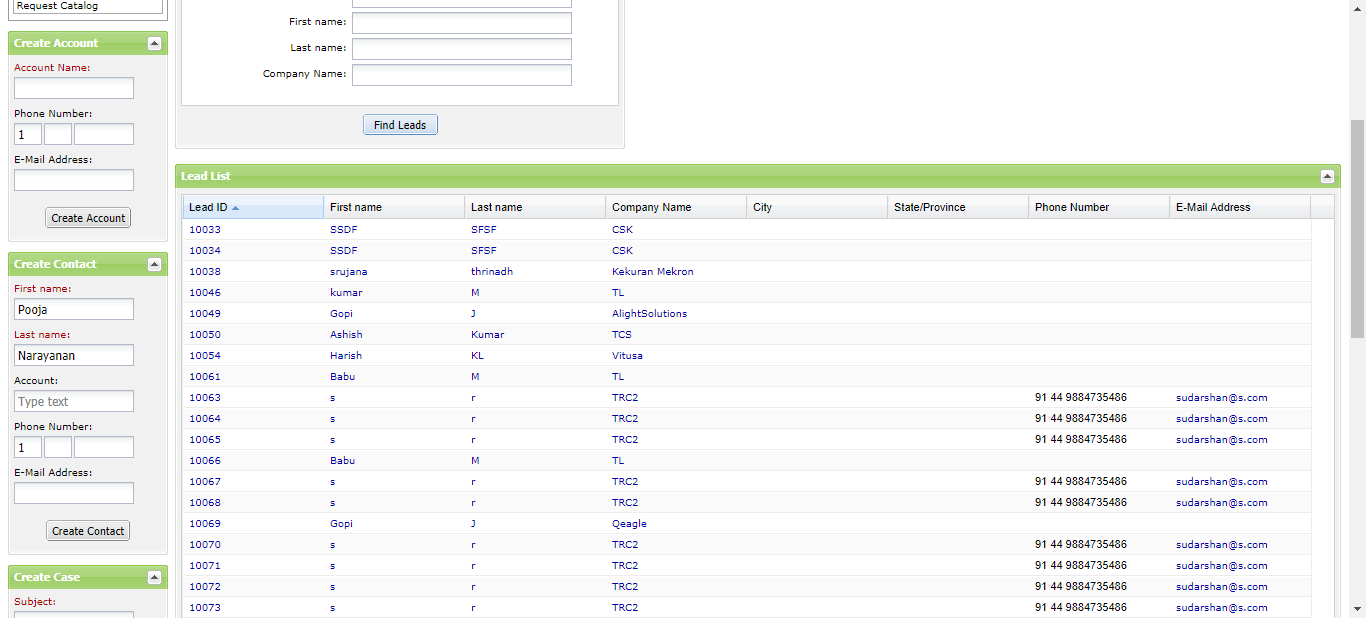 Request Catalog
Create Account
Account Name:
Phone Number:
1
E-Mail Address:
Create Account
Create Contact
First name:
Pooja
Last name:
Narayanan
Account:
Type text
Phone Number:
1
E-Mail Address:
Create Contact
Create Case
Subject:
First name:
Last name:
Company Name:
Find Leads
Lead List
Lead ID First name Last name Company Name City State/Province Phone Number E-Mail Address
10033 SSDF SFSF CSK
10034 SSDF SFSF CSK
10038 srujana thrinadh Kekuran Mekron
10046 kumar M TL
10049 Gopi J AlightSolutions
10050 Ashish Kumar TCS
10054 Harish KL Vitusa
10061 Babu M TL
10063 s r TRC2 91 44 9884735486 sudarshan@s.com
10064 s r TRC2 91 44 9884735486 sudarshan@s.com
10065 s r TRC2 91 44 9884735486 sudarshan@s.com
10066 Babu M TL
10067 s r TRC2 91 44 9884735486 sudarshan@s.com
10068 s r TRC2 91 44 9884735486 sudarshan@s.com
10069 Gopi J Qeagle
10070 s r TRC2 91 44 9884735486 sudarshan@s.com
10071 s r TRC2 91 44 9884735486 sudarshan@s.com
10072 s r TRC2 91 44 9884735486 sudarshan@s.com
10073 s r TRC2 91 44 9884735486 sudarshan@s.com